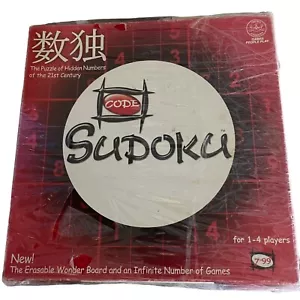 数独
The Puzzle of Hidden Numbers
of the 21st Century
CODE
SUDOKU
for 1-4 players
7-99
New!
The Erasable Wonder Board and an Infinite Number of Games